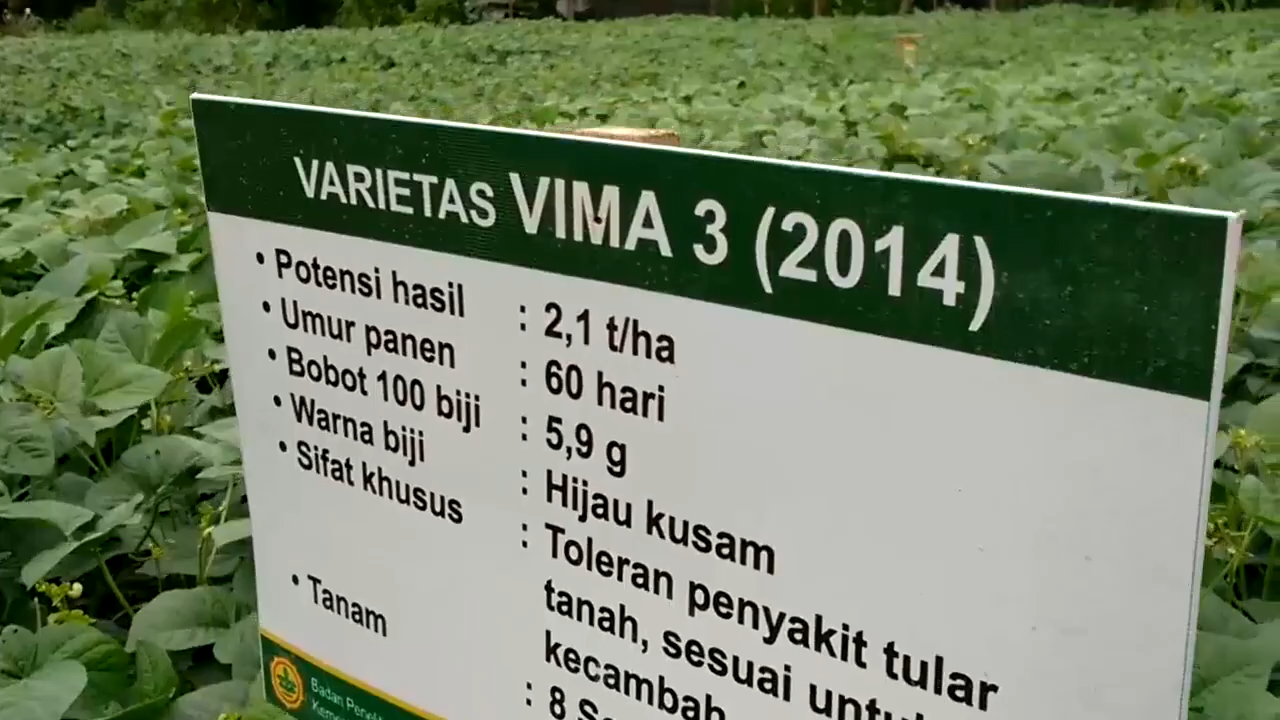 VARIETAS VIMA 3 (2014)
• Potensi hasil : 2,1 t/ha
• Umur panen : 60 hari
• Bobot 100 biji : 5,9 g
• Warna biji : Hijau kusam
• Sifat khusus : Toleran penyakit tular
tanah, sesuai
kecambah
• Tanam : 8
Badan